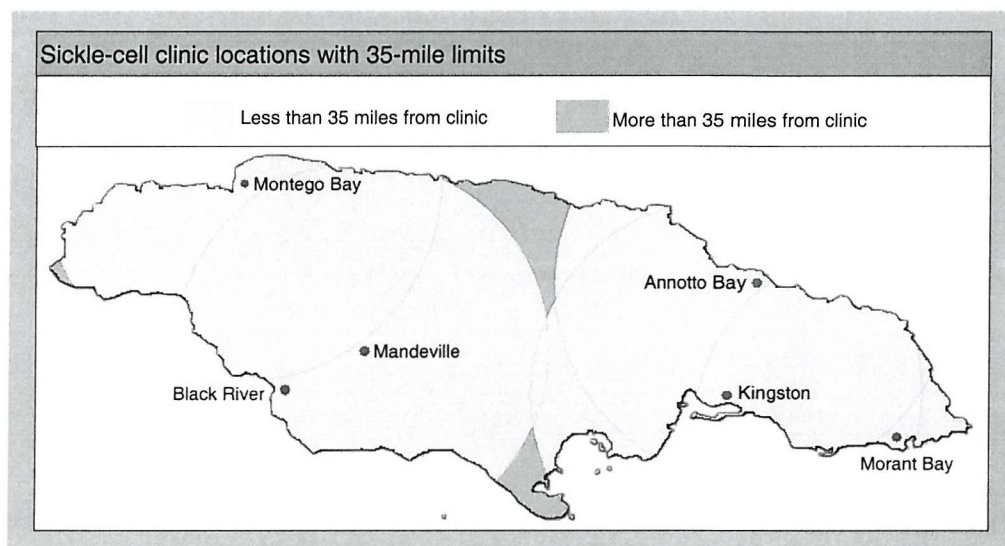 Sickle-cell clinic locations with 35-mile limits
Less than 35 miles from clinic
More than 35 miles from clinic
Montego Bay
Annotto Bay
Mandeville
Black River
Kingston
Morant Bay